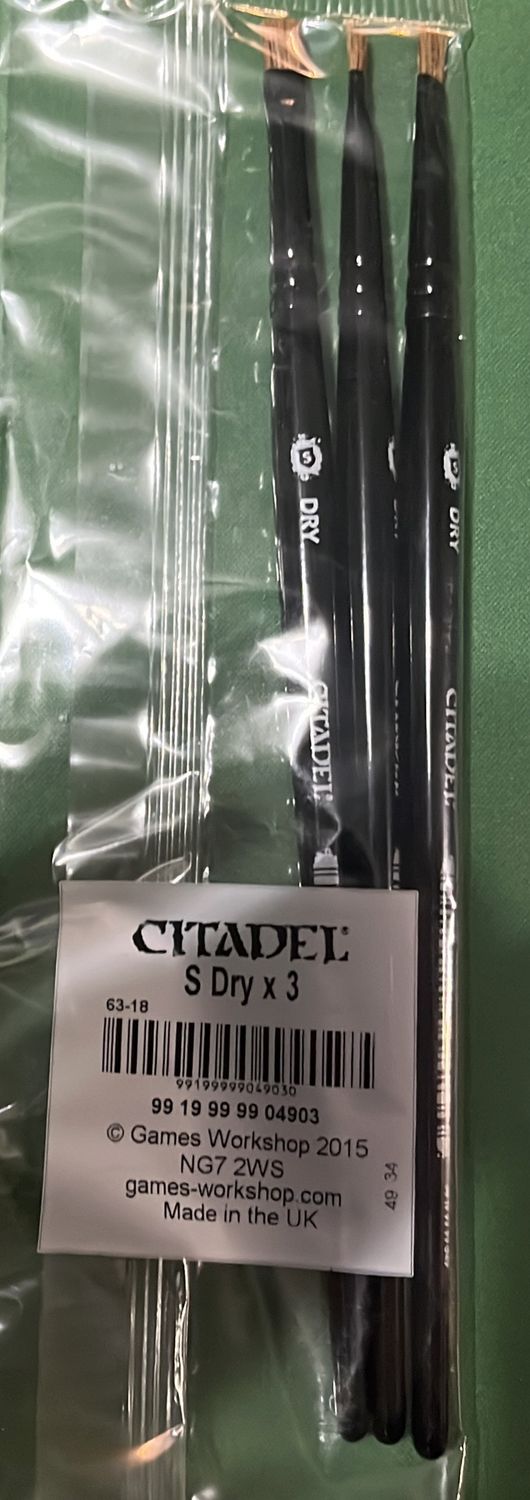 S DRY
CITADEL
S DRY
CITADEL
CITADEL®
S Dry x 3
63-18
99199999049030
99 19 99 99 04903
© Games Workshop 2015
NG7 2WS
games-workshop.com
Made in the UK
49 34